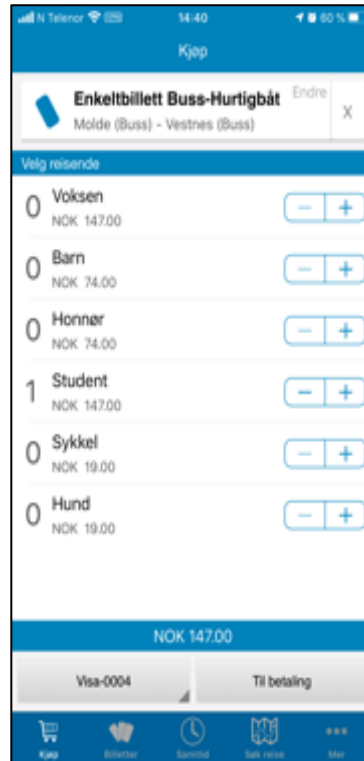 N Telenor 14:40 60 %
Kjøp
Enkeltbillett Buss-Hurtigbåt Endre X
Molde (Buss) - Vestnes (Buss)
Velg reisende
0 Voksen − +
NOK 147.00
0 Barn − +
NOK 74.00
0 Honnør − +
NOK 74.00
1 Student − +
NOK 147.00
0 Sykkel − +
NOK 19.00
0 Hund − +
NOK 19.00
NOK 147.00
Visa-0004 Til betaling
Kjøp Billetter Samtid Søk reise Mer